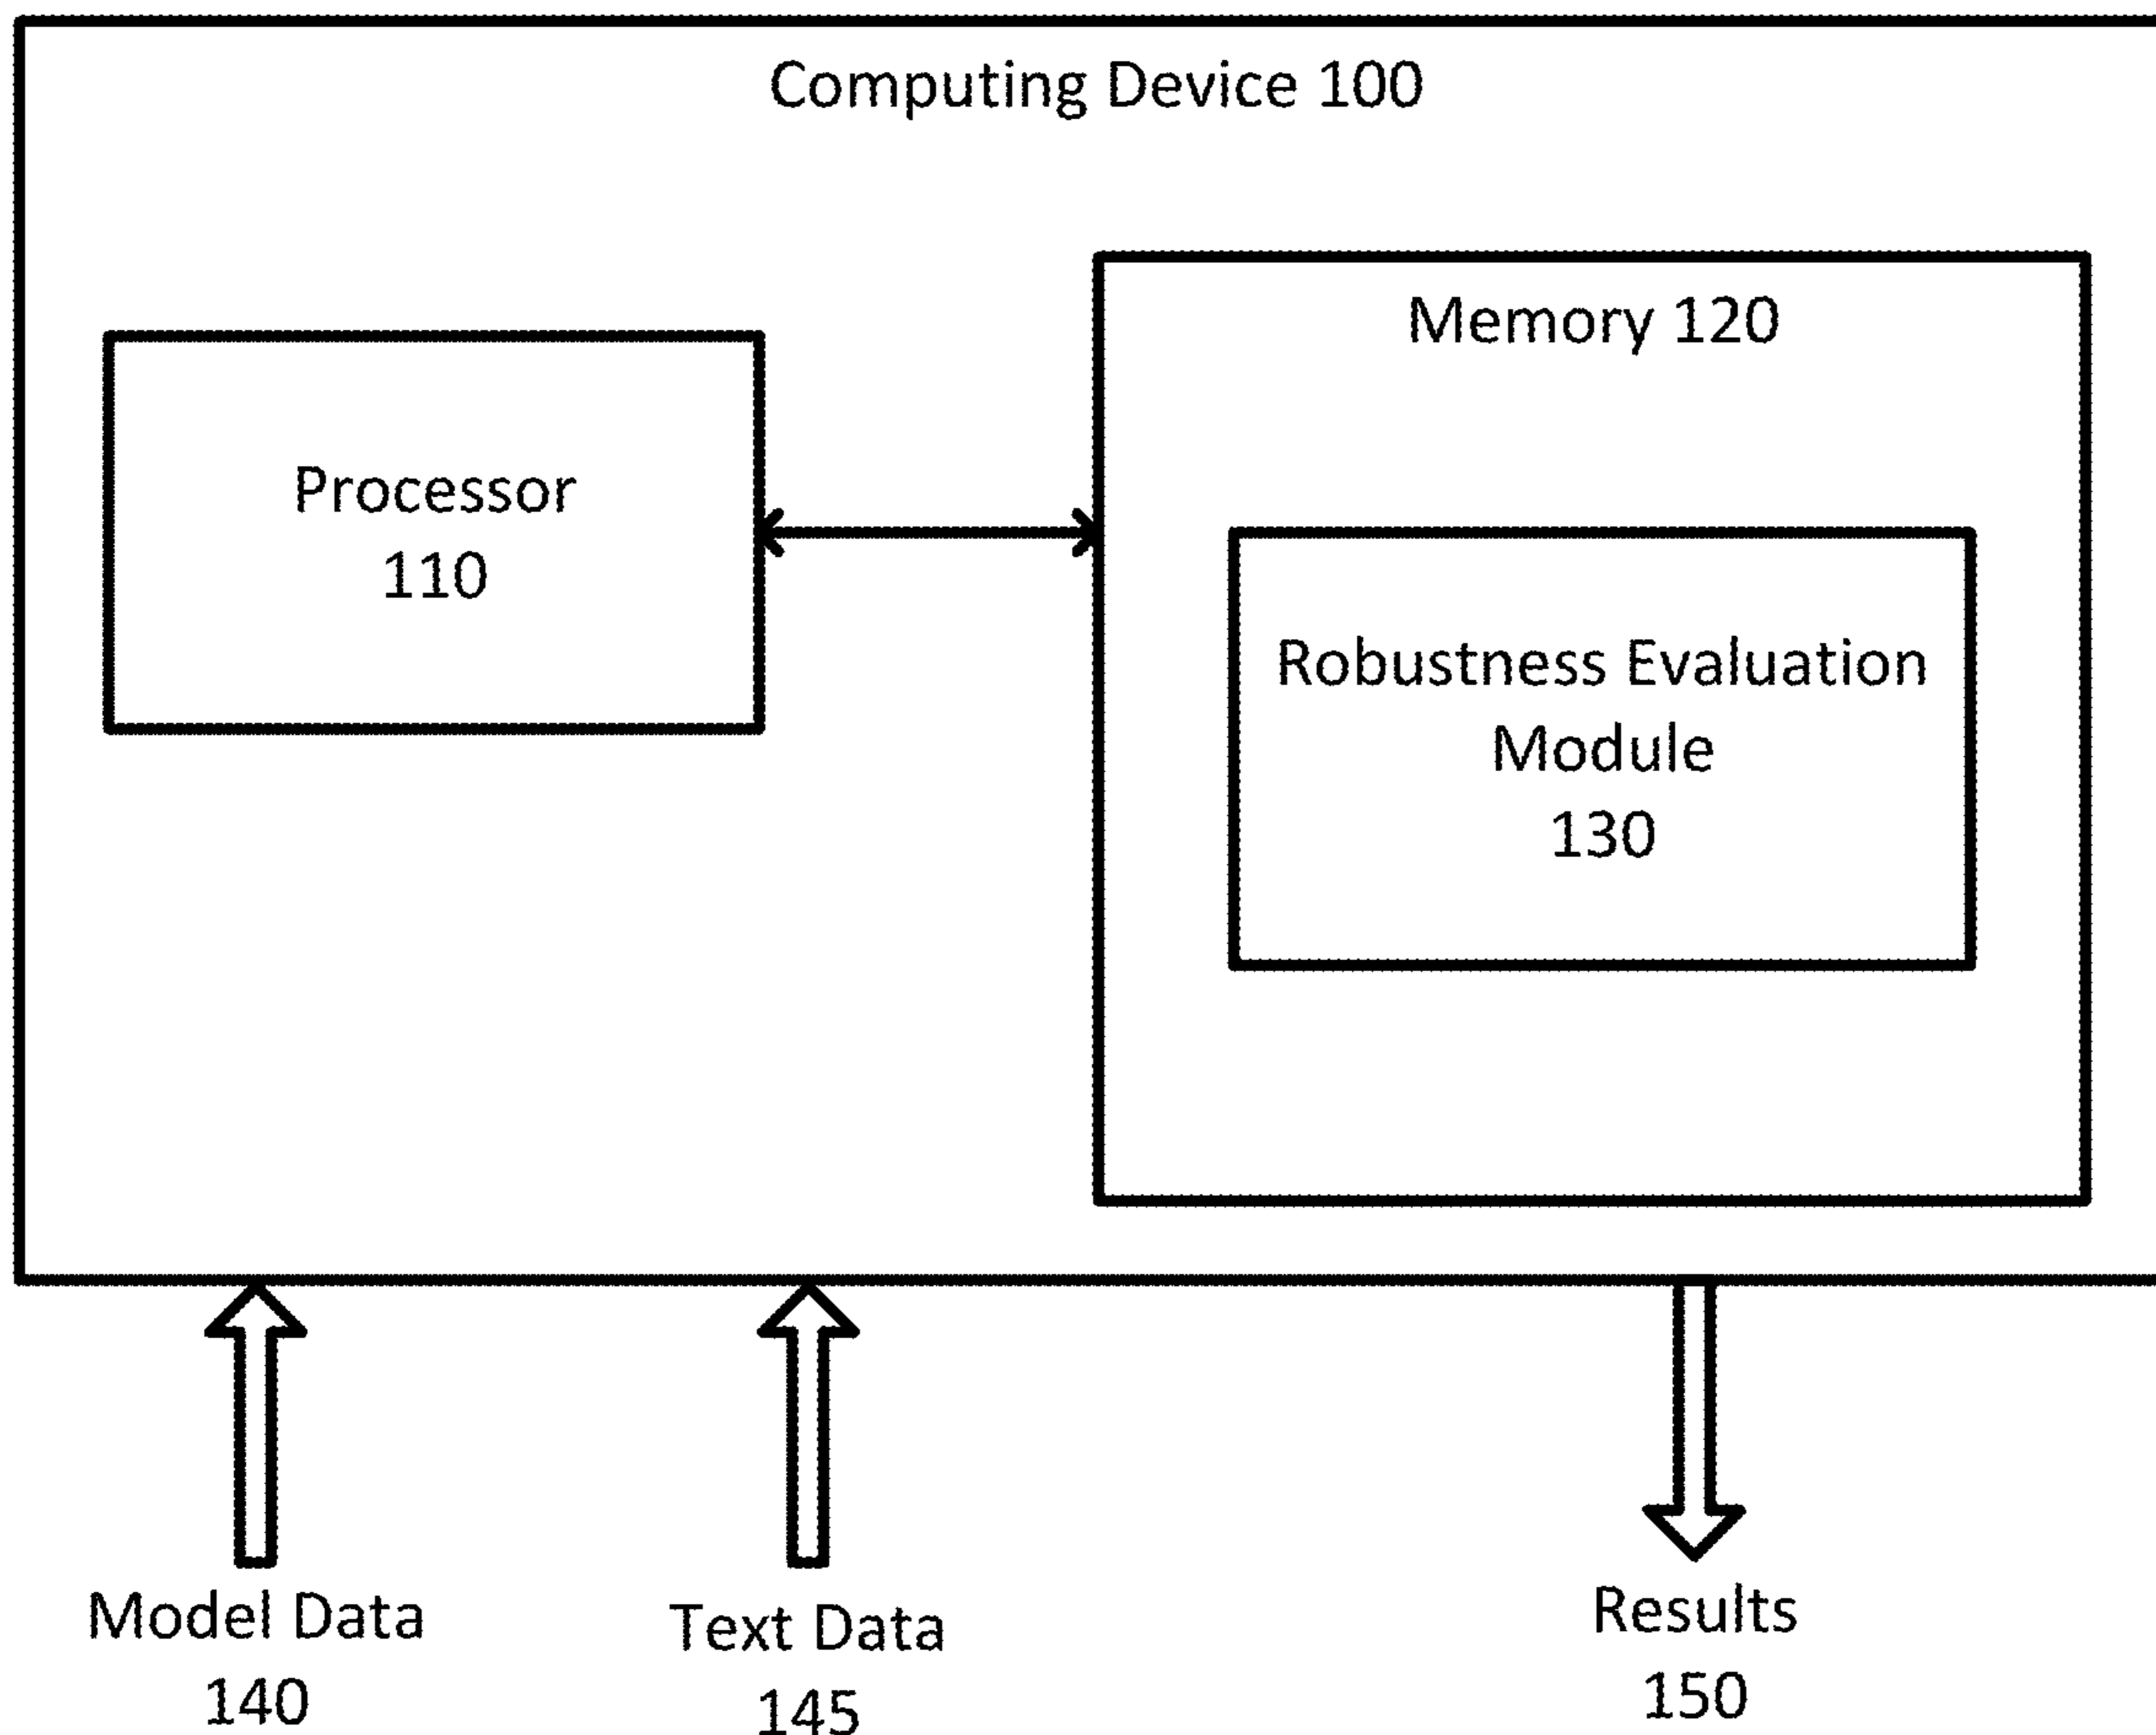 Computing Device 100
Memory 120
Processor
110
Robustness Evaluation
Module
130
Model Data
140
Text Data
145
Results
150